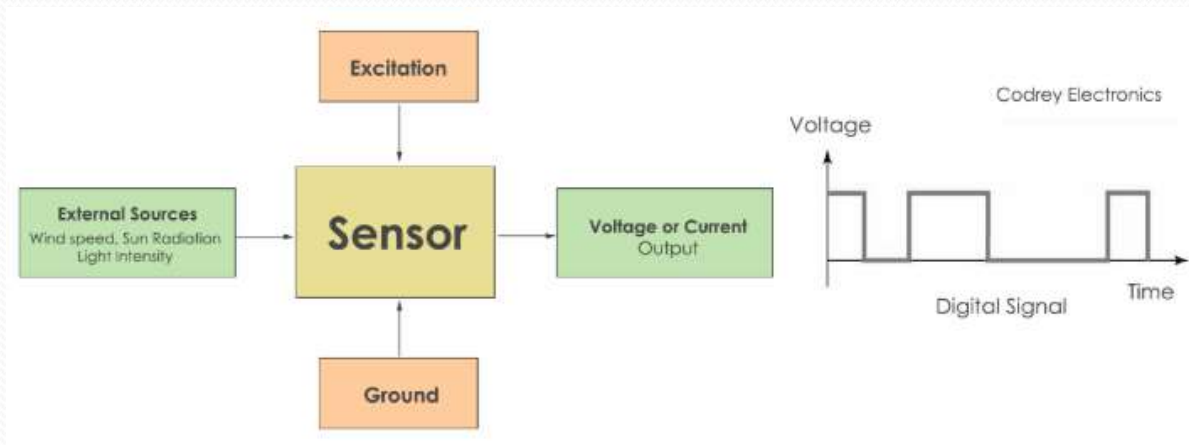 Excitation
Codrey Electronics
Voltage
External Sources
Wind speed, Sun Radiation
Light Intensity
Sensor
Voltage or Current
Output
Time
Digital Signal
Ground